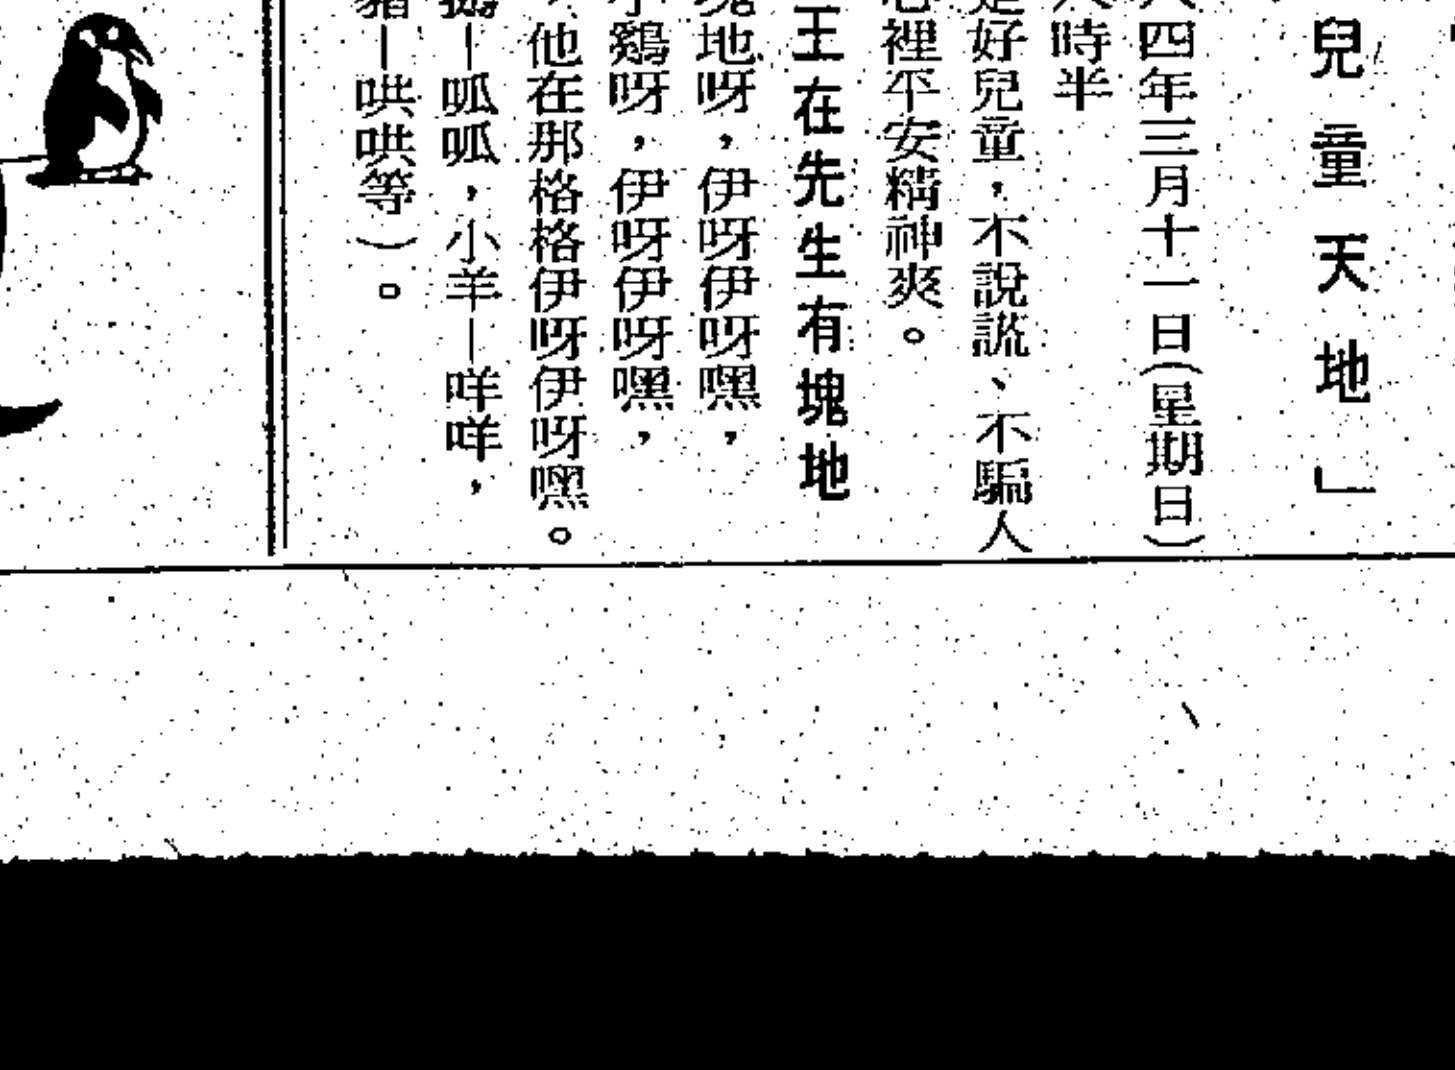 兒童天地」
四年三月十一日(星期日)
時半
好兒童，不說謊、不騙人
裡平安精神爽。
王在先生有塊地
地呀，伊呀伊呀嘿，
鷄呀，伊呀伊呀嘿，
他在那格格伊呀伊呀嘿。
—呱呱，小羊—咩咩，
—哄哄等）。